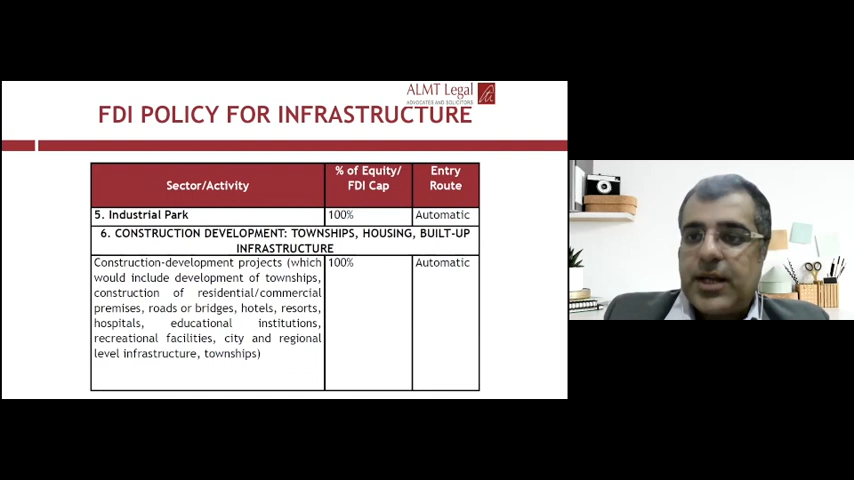 ALMT Legal
ADVOCATES AND SOLICITORS
FDI POLICY FOR INFRASTRUCTURE
Sector/Activity
% of Equity/
FDI Cap
Entry
Route
5. Industrial Park
100%
Automatic
6. CONSTRUCTION DEVELOPMENT: TOWNSHIPS, HOUSING, BUILT-UP
INFRASTRUCTURE
Construction-development projects (which
would include development of townships,
construction of residential/commercial
premises, roads or bridges, hotels, resorts,
hospitals, educational institutions,
recreational facilities, city and regional
level infrastructure, townships)
100%
Automatic